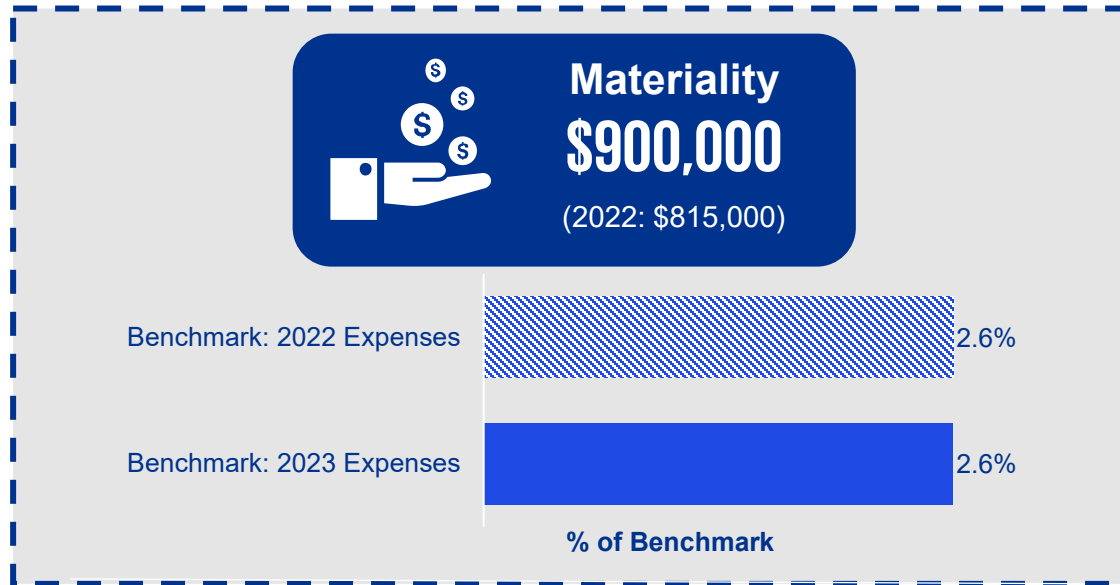 $
$
$
$
Materiality
$900,000
(2022: $815,000)
Benchmark: 2022 Expenses 2.6%
Benchmark: 2023 Expenses 2.6%
% of Benchmark